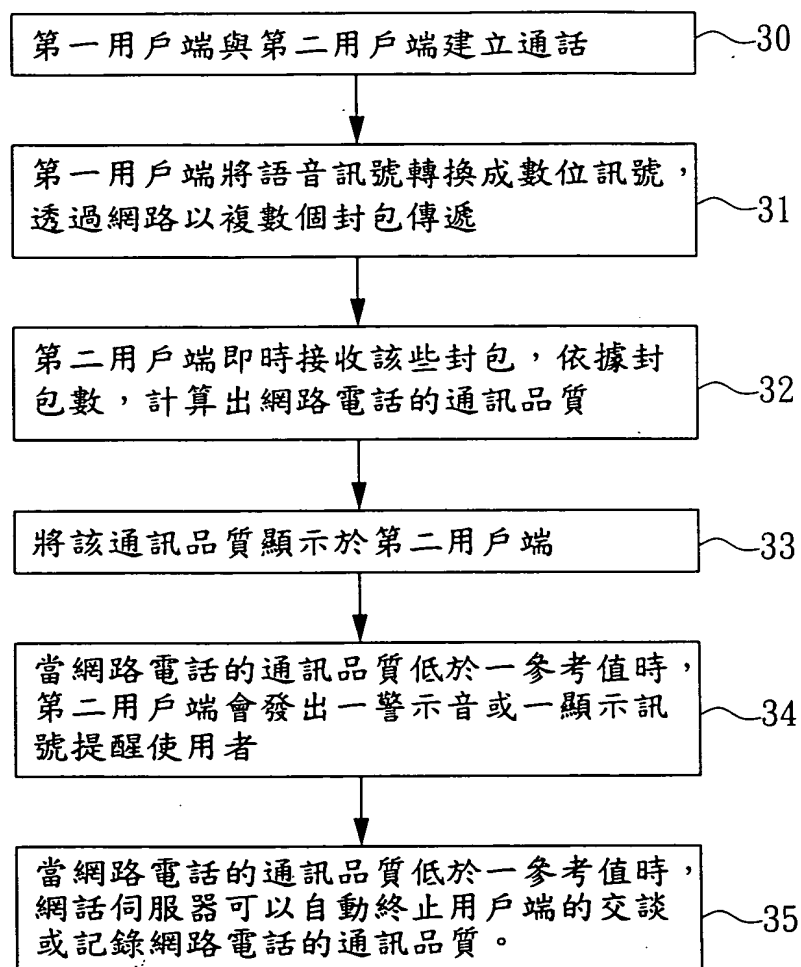 第一用戶端與第二用戶端建立通話
30
第一用戶端將語音訊號轉換成數位訊號，
透過網路以複數個封包傳遞
31
第二用戶端即時接收該些封包，依據封
包數，計算出網路電話的通訊品質
32
將該通訊品質顯示於第二用戶端
33
當網路電話的通訊品質低於一參考值時，
第二用戶端會發出一警示音或一顯示訊
號提醒使用者
34
當網路電話的通訊品質低於一參考值時，
網話伺服器可以自動終止用戶端的交談
或記錄網路電話的通訊品質。
35